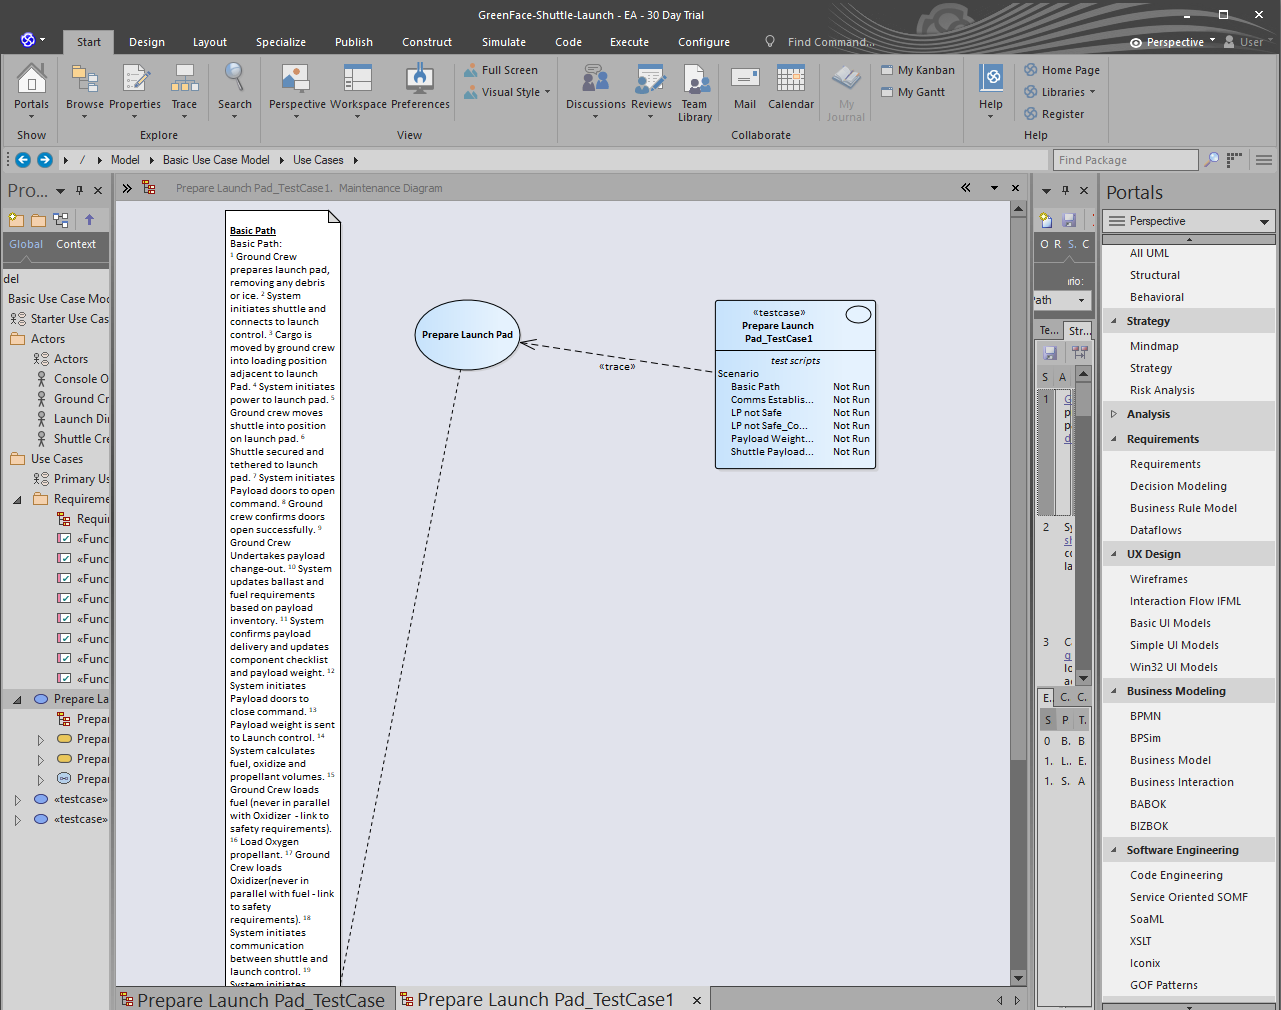 GreenFace-Shuttle-Launch - EA - 30 Day Trial
Start Design Layout Specialize Publish Construct Simulate Code Execute Configure Find Command... Perspective User
Portals Browse Properties Trace Search Perspective Workspace Preferences Full Screen Visual Style Discussions Reviews Team Library Mail Calendar My Journal My Kanban My Gantt Help Home Page Libraries Register
Show Explore View Collaborate Help
/ Model Basic Use Case Model Use Cases Find Package
Pro...
Global Context
del
Basic Use Case Moc
Starter Use Cas
Actors
Actors
Console O
Ground Cr
Launch Dir
Shuttle Cre
Use Cases
Primary Us
Requireme
Requir
«Func
«Func
«Func
«Func
«Func
«Func
«Func
«Func
Prepare La
Prepar
Prepar
Prepar
Prepar
«testcase»
«testcase»
Prepare Launch Pad_TestCase1. Maintenance Diagram
Basic Path
Basic Path:
1 Ground Crew
prepares launch pad,
removing any debris
or ice. 2 System
initiates shuttle and
connects to launch
control. 3 Cargo is
moved by ground crew
into loading position
adjacent to launch
Pad. 4 System initiates
power to launch pad. 5
Ground crew moves
shuttle into position
on launch pad. 6
Shuttle secured and
tethered to launch
pad. 7 System initiates
Payload doors to open
command. 8 Ground
crew confirms doors
open successfully. 9
Ground Crew
Undertakes payload
change-out. 10 System
updates ballast and
fuel requirements
based on payload
inventory. 11 System
confirms payload
delivery and updates
component checklist
and payload weight. 12
System initiates
Payload doors to
close command. 13
Payload weight is sent
to Launch control. 14
System calculates
fuel, oxidize and
propellant volumes. 15
Ground Crew loads
fuel (never in parallel
with Oxidizer - link to
safety requirements).
16 Load Oxygen
propellant. 17 Ground
Crew loads
Oxidizer(never in
parallel with fuel - link
to safety
requirements). 18
System initiates
communication
between shuttle and
launch control. 19
System initiates
Prepare Launch Pad
«trace»
«testcase»
Prepare Launch
Pad_TestCase1
test scripts
Scenario
Basic Path Not Run
Comms Establis... Not Run
LP not Safe Not Run
LP not Safe_Co... Not Run
Payload Weight... Not Run
Shuttle Payload... Not Run
Prepare Launch Pad_TestCase Prepare Launch Pad_TestCase1
O R S. C
rio:
ath
Te... Str...
S A
1 G
p
p
d
2 Sy
sh
co
la
3 C
g
lo
a
E. C. C.
S P T.
0 B. B
1. L.. E.
1. S. A
Portals
Perspective
All UML
Structural
Behavioral
Strategy
Mindmap
Strategy
Risk Analysis
Analysis
Requirements
Requirements
Decision Modeling
Business Rule Model
Dataflows
UX Design
Wireframes
Interaction Flow IFML
Basic UI Models
Simple UI Models
Win32 UI Models
Business Modeling
BPMN
BPSim
Business Model
Business Interaction
BABOK
BIZBOK
Software Engineering
Code Engineering
Service Oriented SOMF
SoaML
XSLT
Iconix
GOF Patterns